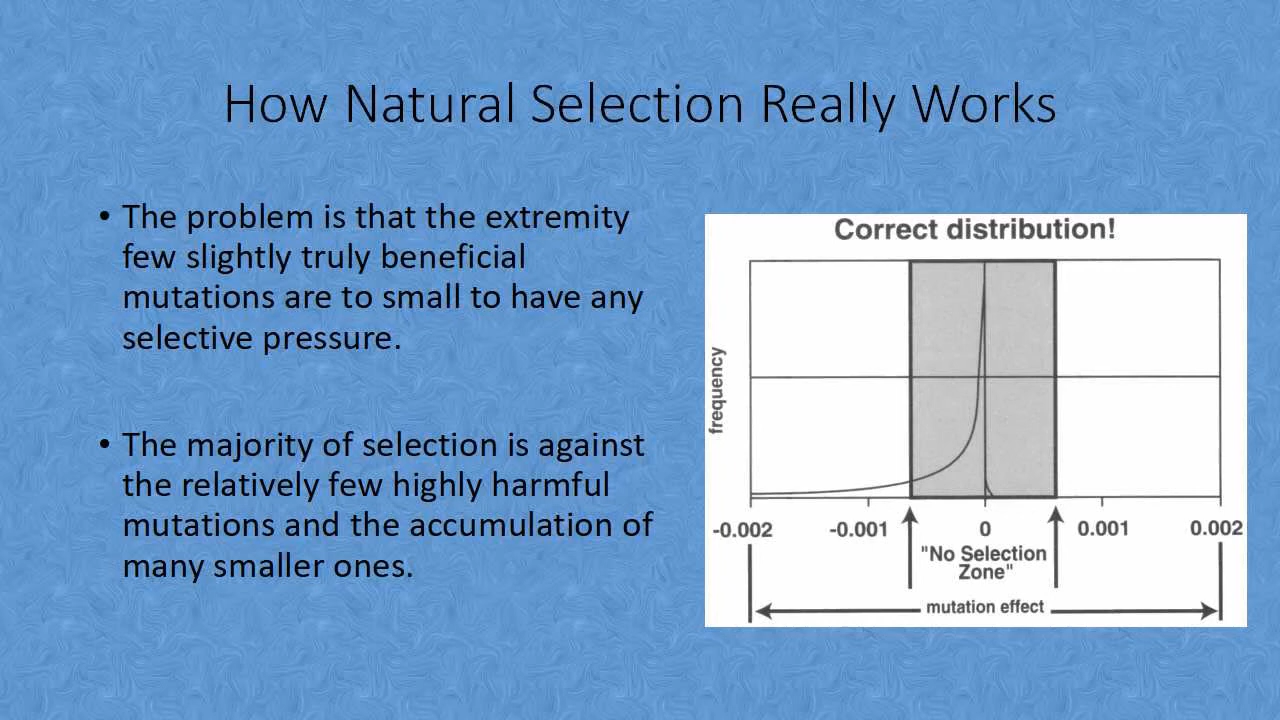 How Natural Selection Really Works
• The problem is that the extremity
few slightly truly beneficial
mutations are to small to have any
selective pressure.
• The majority of selection is against
the relatively few highly harmful
mutations and the accumulation of
many smaller ones.
Correct distribution!
frequency
-0.002 -0.001 0 0.001 0.002
"No Selection
Zone"
mutation effect